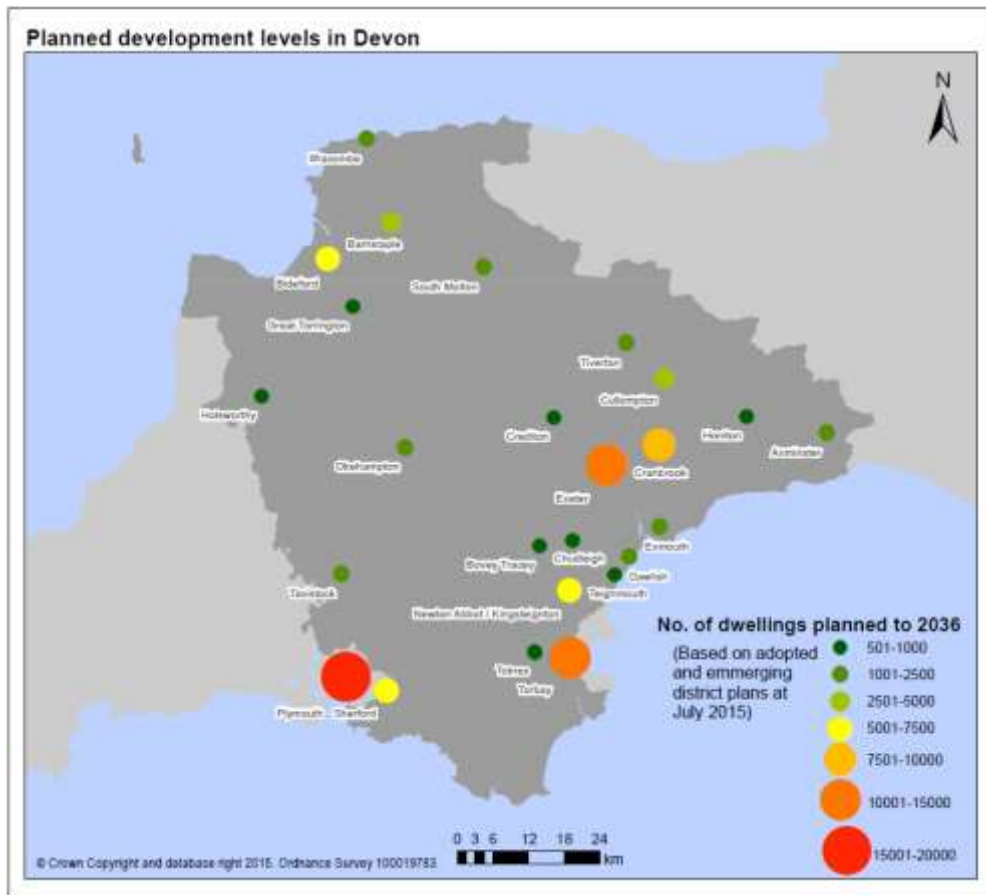 Planned development levels in Devon
N
Ilfracombe
Barnstaple
Bideford
South Molton
Great Torrington
Tiverton
Cullompton
Holsworthy
Crediton
Honiton
Axminster
Okehampton
Cranbrook
Exeter
Exmouth
Bovey Tracey
Chudleigh
Dawlish
Teignmouth
Tavistock
Newton Abbot / Kingsteignton
Totnes
Torbay
Plymouth
Sherford
No. of dwellings planned to 2036
(Based on adopted
and emmerging
district plans at
July 2015)
501-1000
1001-2500
2501-5000
5001-7500
7501-10000
10001-15000
15001-20000
0 3 6 12 18 24
km
© Crown Copyright and database right 2015. Ordnance Survey 100019783